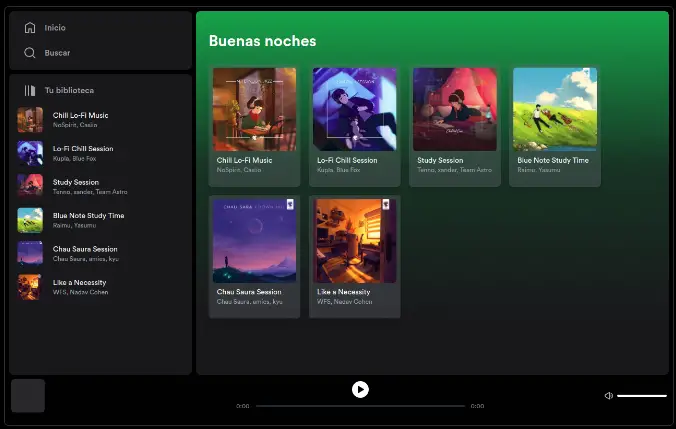 Inicio
Buscar
Tu biblioteca
Chill Lo-Fi Music
NoSpirit, Casiio
Lo-Fi Chill Session
Kupla, Blue Fox
Study Session
Tenno, xander, Team Astro
Blue Note Study Time
Raimu, Yasumu
Chau Saura Session
Chau Saura, amies, kyu
Like a Necessity
WFS, Nadav Cohen
Buenas noches
Chill Lo-Fi Music
NoSpirit, Casiio
Lo-Fi Chill Session
Kupla, Blue Fox
Study Session
Tenno, xander, Team Astro
Blue Note Study Time
Raimu, Yasumu
CHAU SARA
Chau Saura Session
Chau Saura, amies, kyu
Like a Necessity
WFS, Nadav Cohen
0:00
0:00